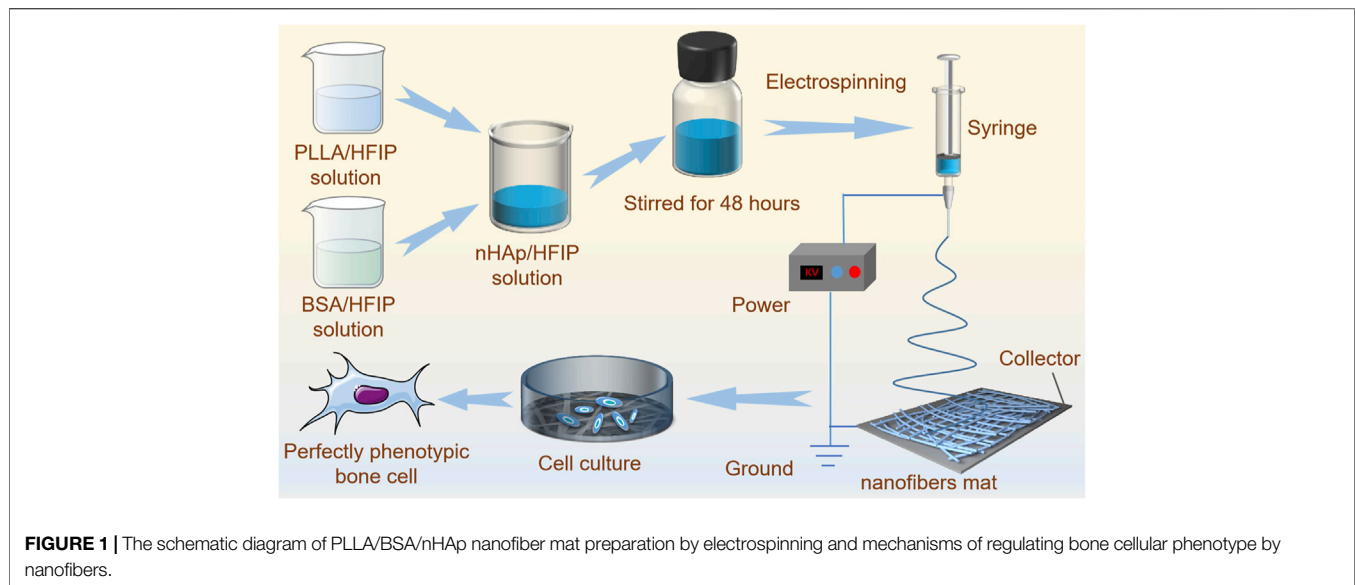 Electrospinning
Syringe
PLLA/HFIP
solution
Stirred for 48 hours
nHAp/HFIP
solution
BSA/HFIP
solution
KV
Power
Collector
Perfectly phenotypic
bone cell
Cell culture
Ground
nanofibers mat
FIGURE 1 | The schematic diagram of PLLA/BSA/nHAp nanofiber mat preparation by electrospinning and mechanisms of regulating bone cellular phenotype by
nanofibers.